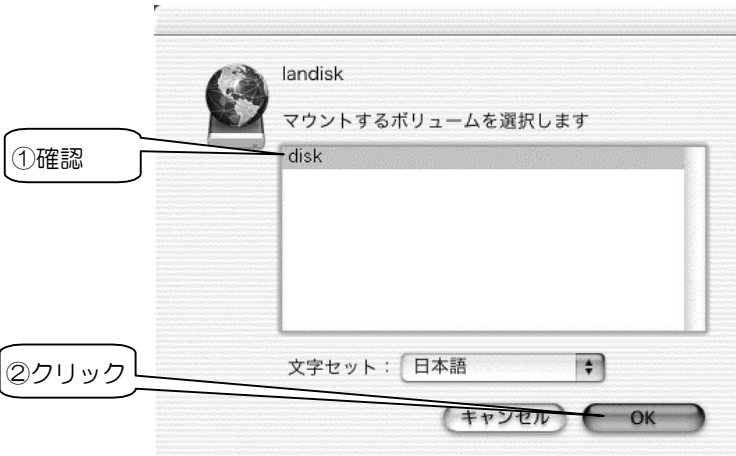 landisk
マウントするボリュームを選択します
①確認
disk
文字セット： 日本語
②クリック
キャンセル OK